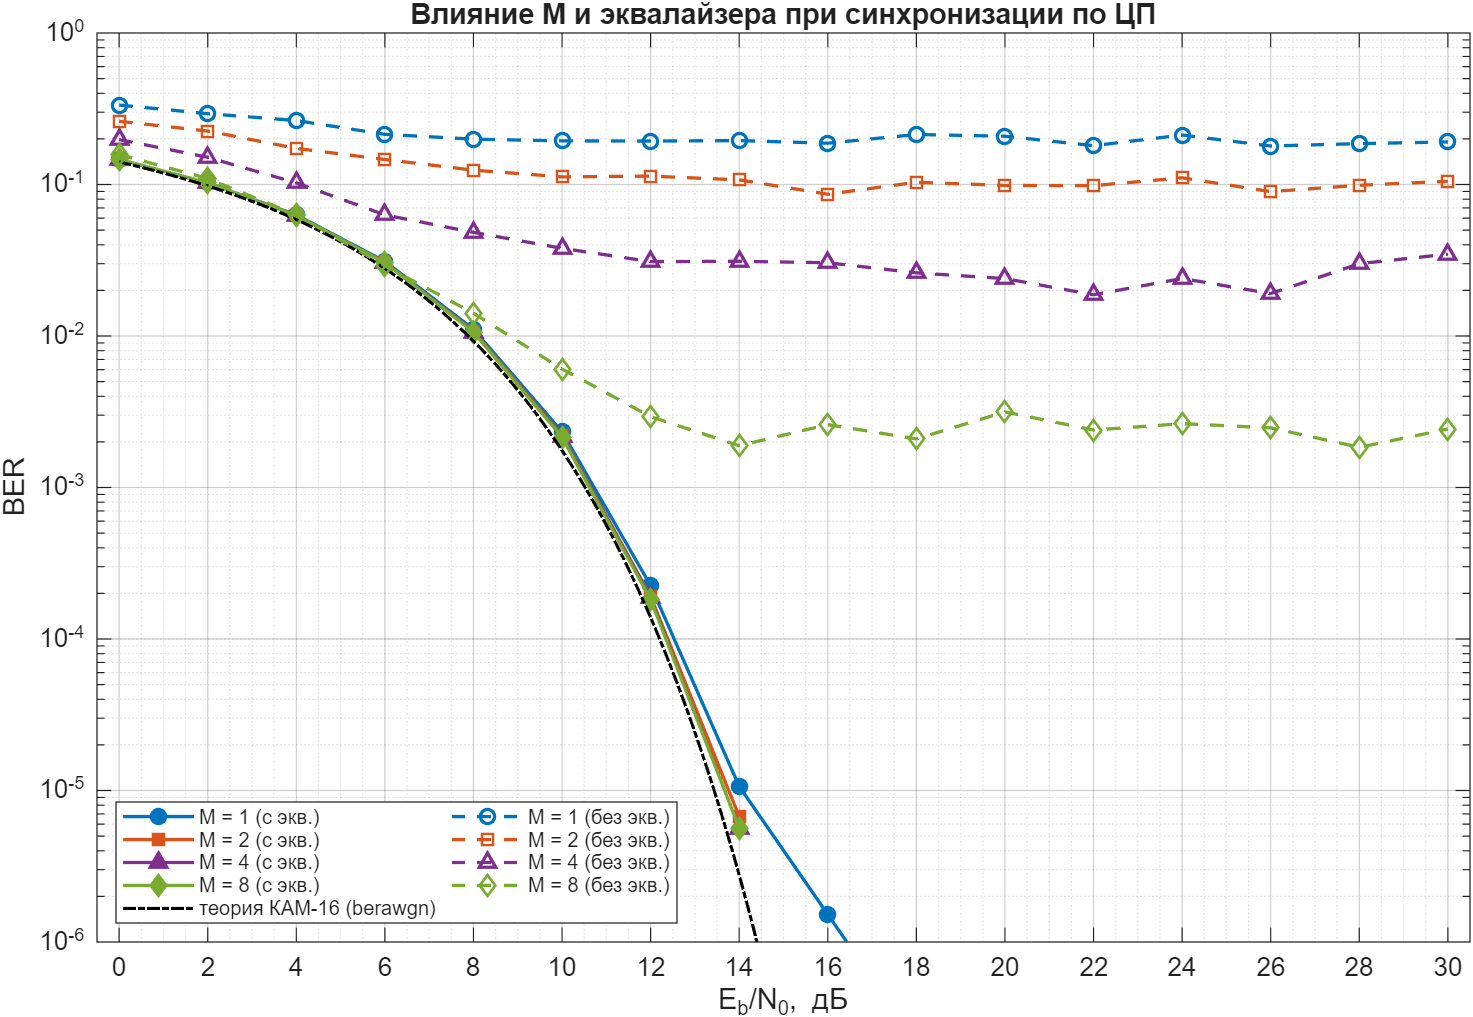 Влияние M и эквалайзера при синхронизации по ЦП
10^0
10^-1
10^-2
10^-3
10^-4
10^-5
10^-6
BER
M = 1 (с экв.) M = 1 (без экв.)
M = 2 (с экв.) M = 2 (без экв.)
M = 4 (с экв.) M = 4 (без экв.)
M = 8 (с экв.) M = 8 (без экв.)
теория КАМ-16 (berawgn)
0 2 4 6 8 10 12 14 16 18 20 22 24 26 28 30
E_b/N_0, дБ